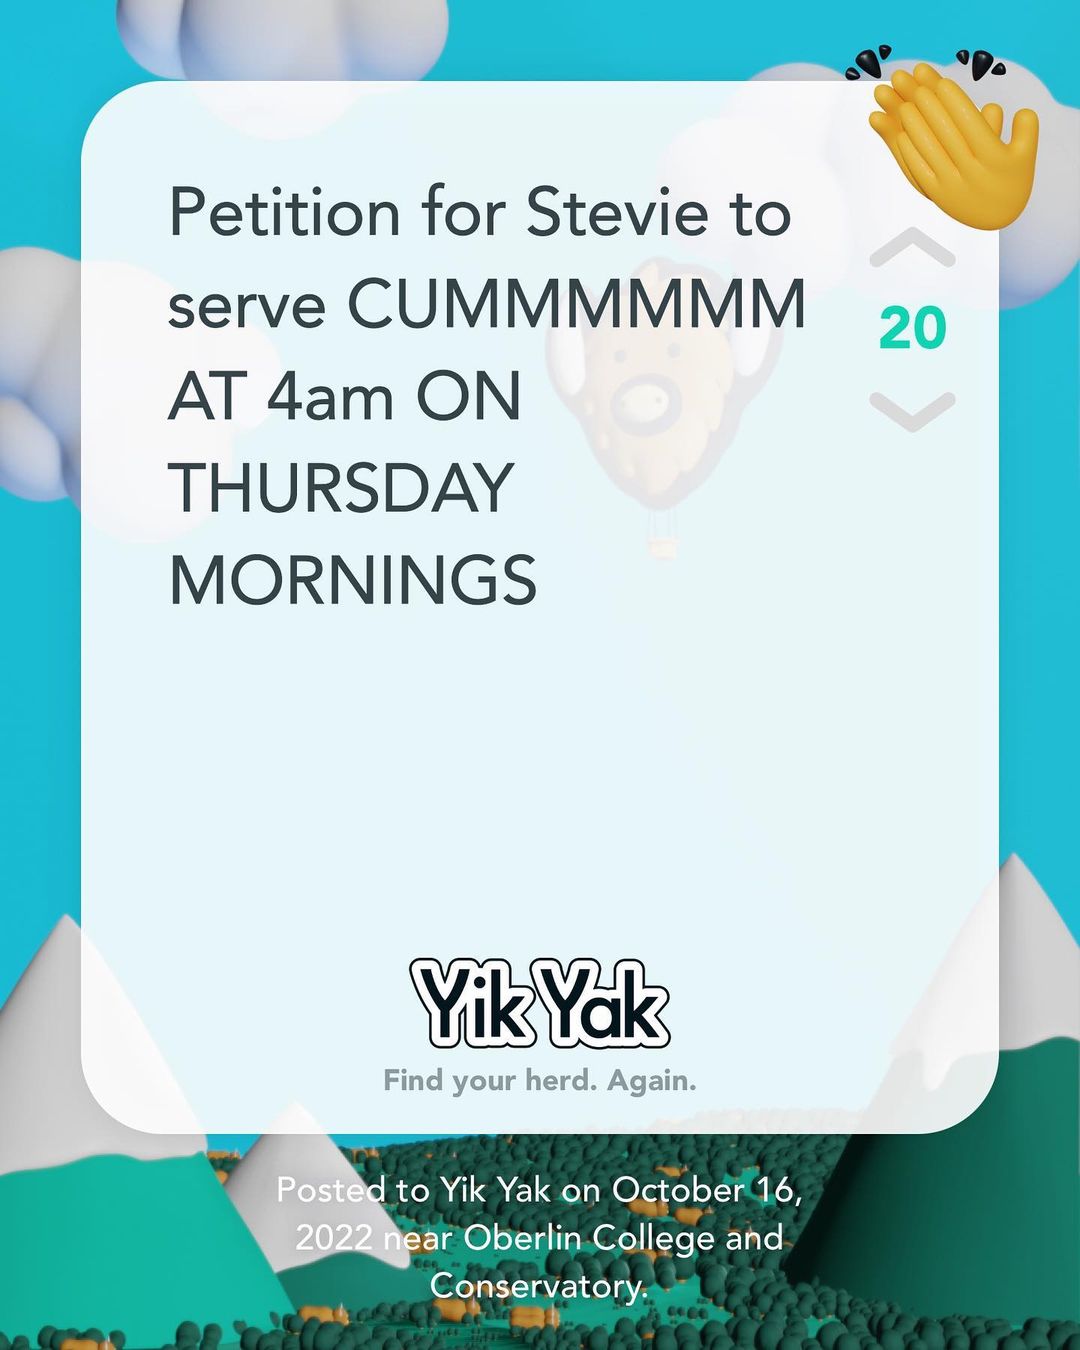 Petition for Stevie to
serve CUMMMMMM
AT 4am ON
THURSDAY
MORNINGS
20
Yik Yak
Find your herd. Again.
Posted to Yik Yak on October 16,
2022 near Oberlin College and
Conservatory.